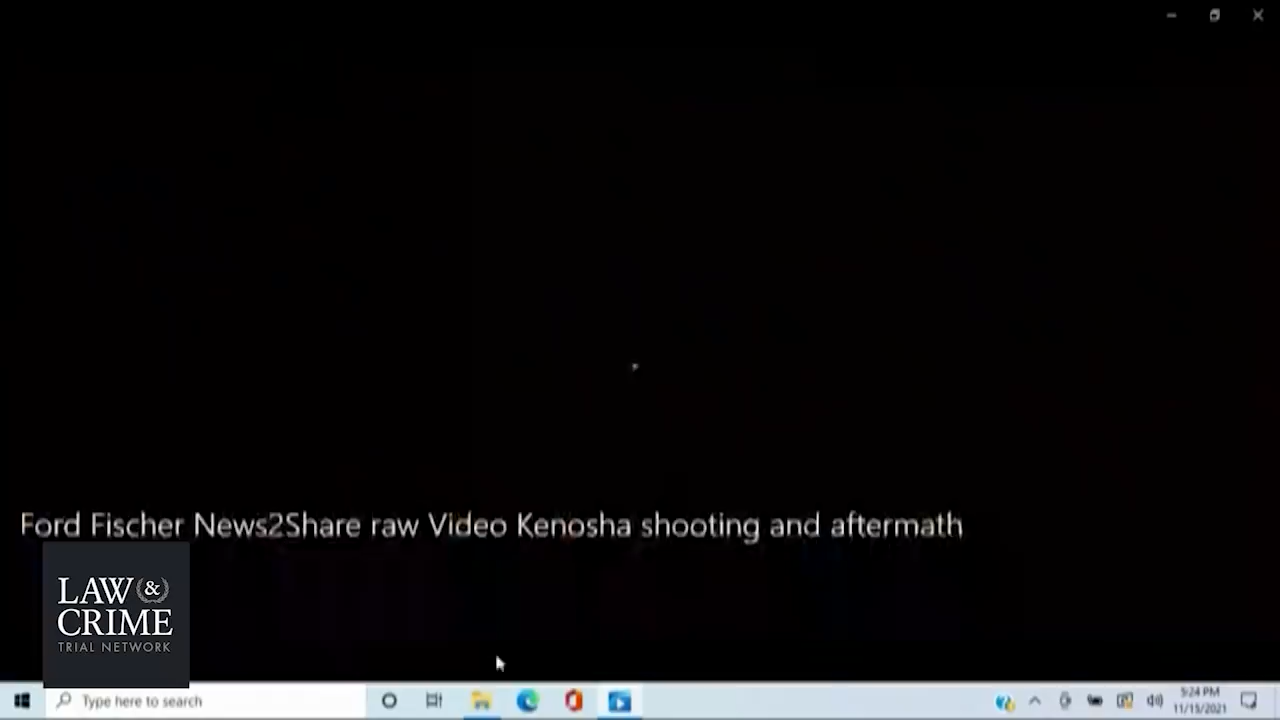 Ford Fischer News2Share raw Video Kenosha shooting and aftermath
LAW &
CRIME
TRIAL NETWORK
Type here to search
5:24 PM
11/15/2021